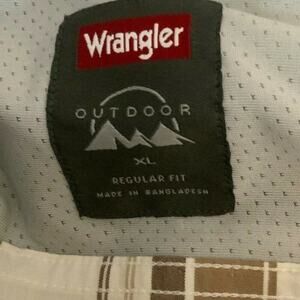 Wrangler
OUTDOOR
XL
REGULAR FIT
MADE IN BANGLADESH